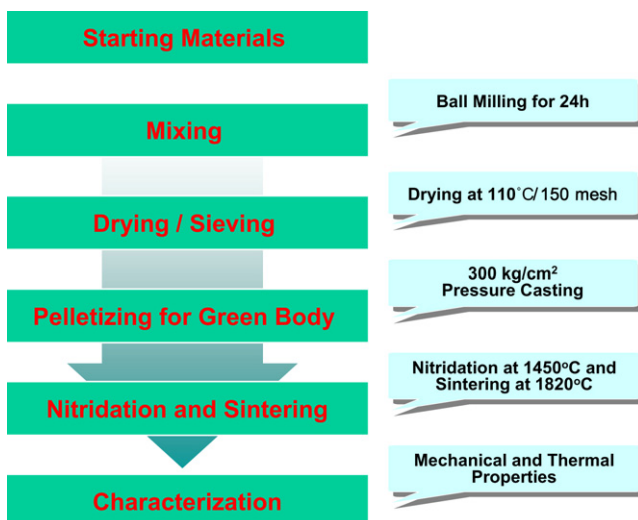 Starting Materials
Ball Milling for 24h
Mixing
Drying at 110˚C/150 mesh
Drying / Sieving
300 kg/cm²
Pressure Casting
Pelletizing for Green Body
Nitridation at 1450ºC and
Sintering at 1820ºC
Nitridation and Sintering
Mechanical and Thermal
Properties
Characterization